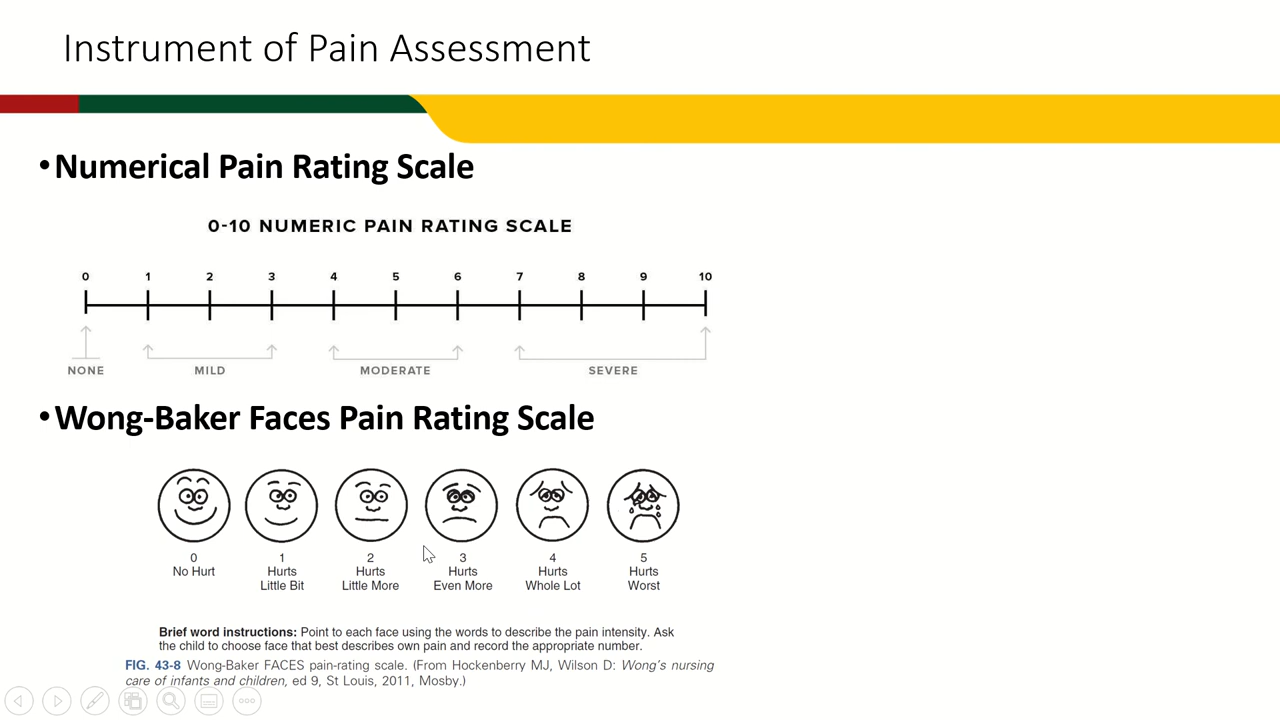 Instrument of Pain Assessment
•Numerical Pain Rating Scale
0-10 NUMERIC PAIN RATING SCALE
0 1 2 3 4 5 6 7 8 9 10
NONE MILD MODERATE SEVERE
•Wong-Baker Faces Pain Rating Scale
0 1 2 3 4 5
No Hurt Hurts Hurts Hurts Hurts Hurts
Little Bit Little More Even More Whole Lot Worst
Brief word instructions: Point to each face using the words to describe the pain intensity. Ask
the child to choose face that best describes own pain and record the appropriate number.
FIG. 43-8 Wong-Baker FACES pain-rating scale. (From Hockenberry MJ, Wilson D: Wong's nursing
care of infants and children, ed 9, St Louis, 2011, Mosby.)